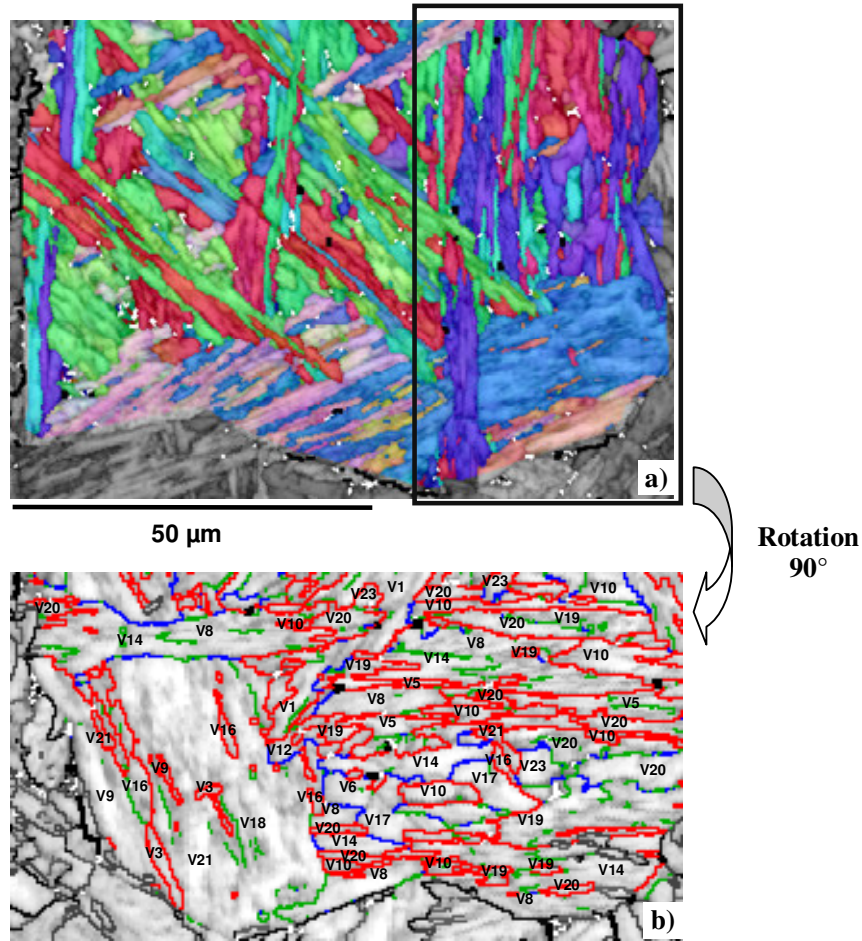 a)
50 µm
Rotation
90°
V1
V23 V20 V23 V10
V20 V10 V10 V20 V20 V19
V14 V8 V8
V14 V19 V10
V19
V5 V20 V5
V8
V1 V10
V16 V5 V20
V19 V21 V10
V21 V12 V20
V14 V16
V9 V23 V20
V17
V16 V3 V6 V10
V9 V16
V8 V19
V18 V17
V20
V14
V3 V20
V21 V10 V10 V19 V19 V14
V8 V20
V8
b)